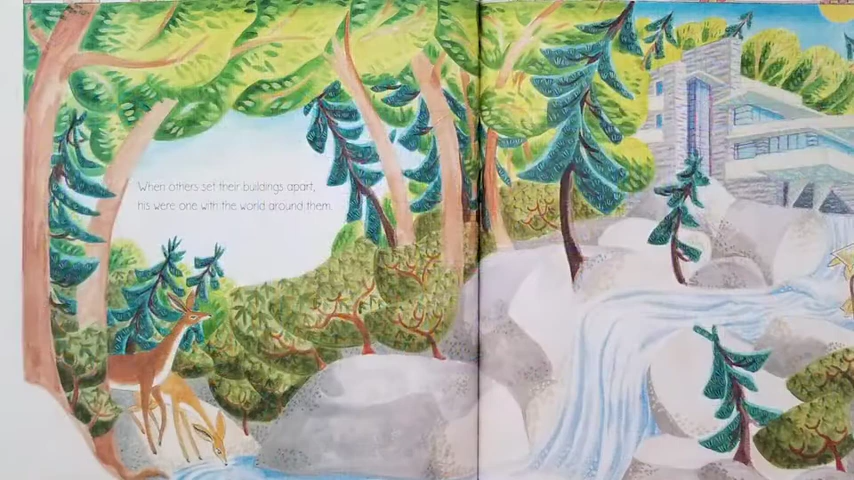 When others set their buildings apart,
his were one with the world around them.